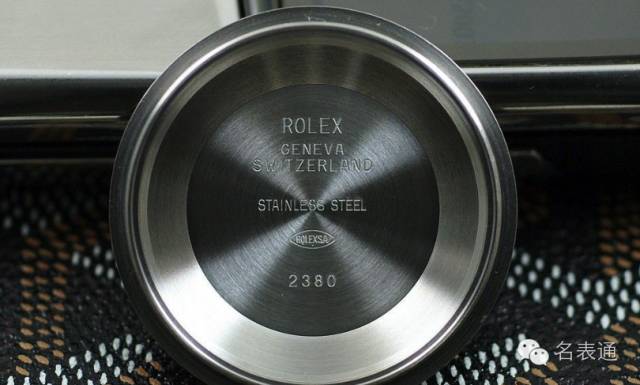 ROLEX
GENEVA
SWITZERLAND
STAINLESS STEEL
ROLEXSA
2380
名表通